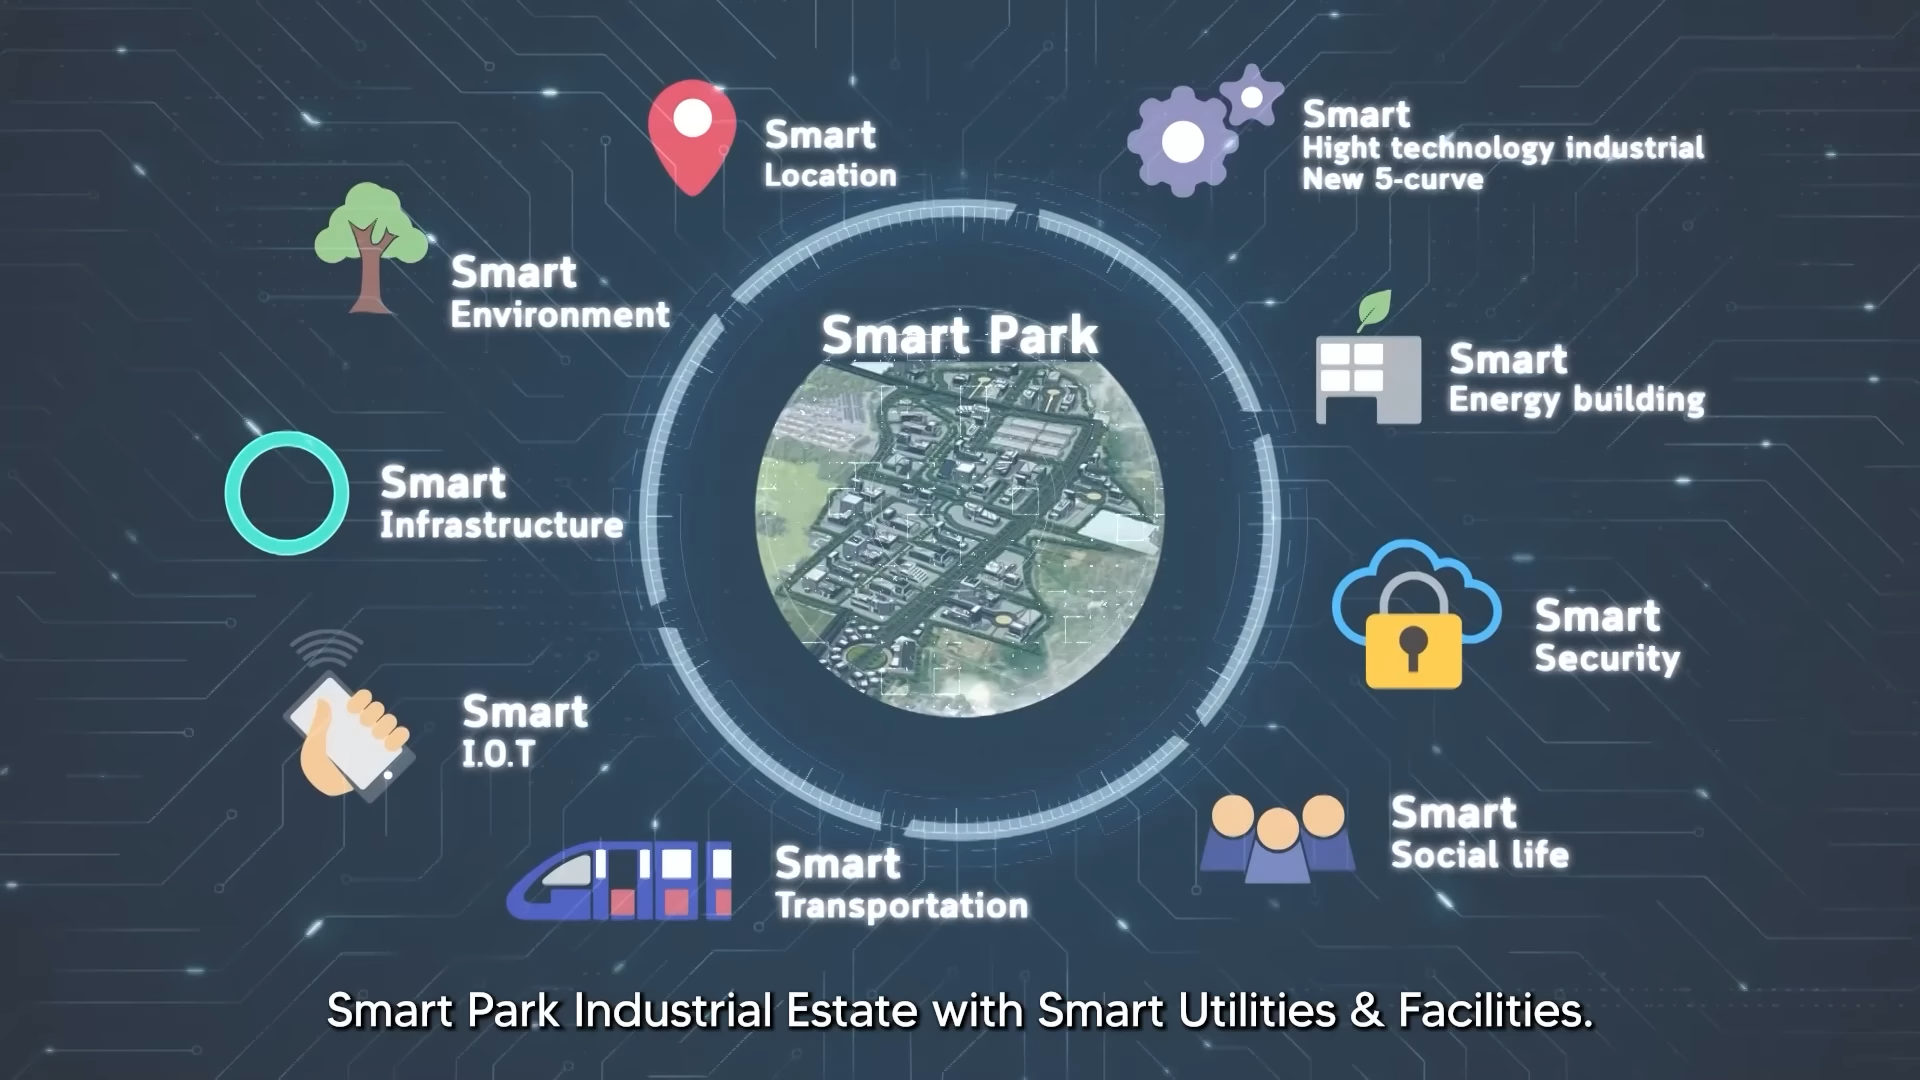 Smart
Location
Smart
Hight technology industrial
New 5-curve
Smart
Environment
Smart Park
Smart
Energy building
Smart
Infrastructure
Smart
Security
Smart
I.O.T
Smart
Social life
Smart
Transportation
Smart Park Industrial Estate with Smart Utilities & Facilities.